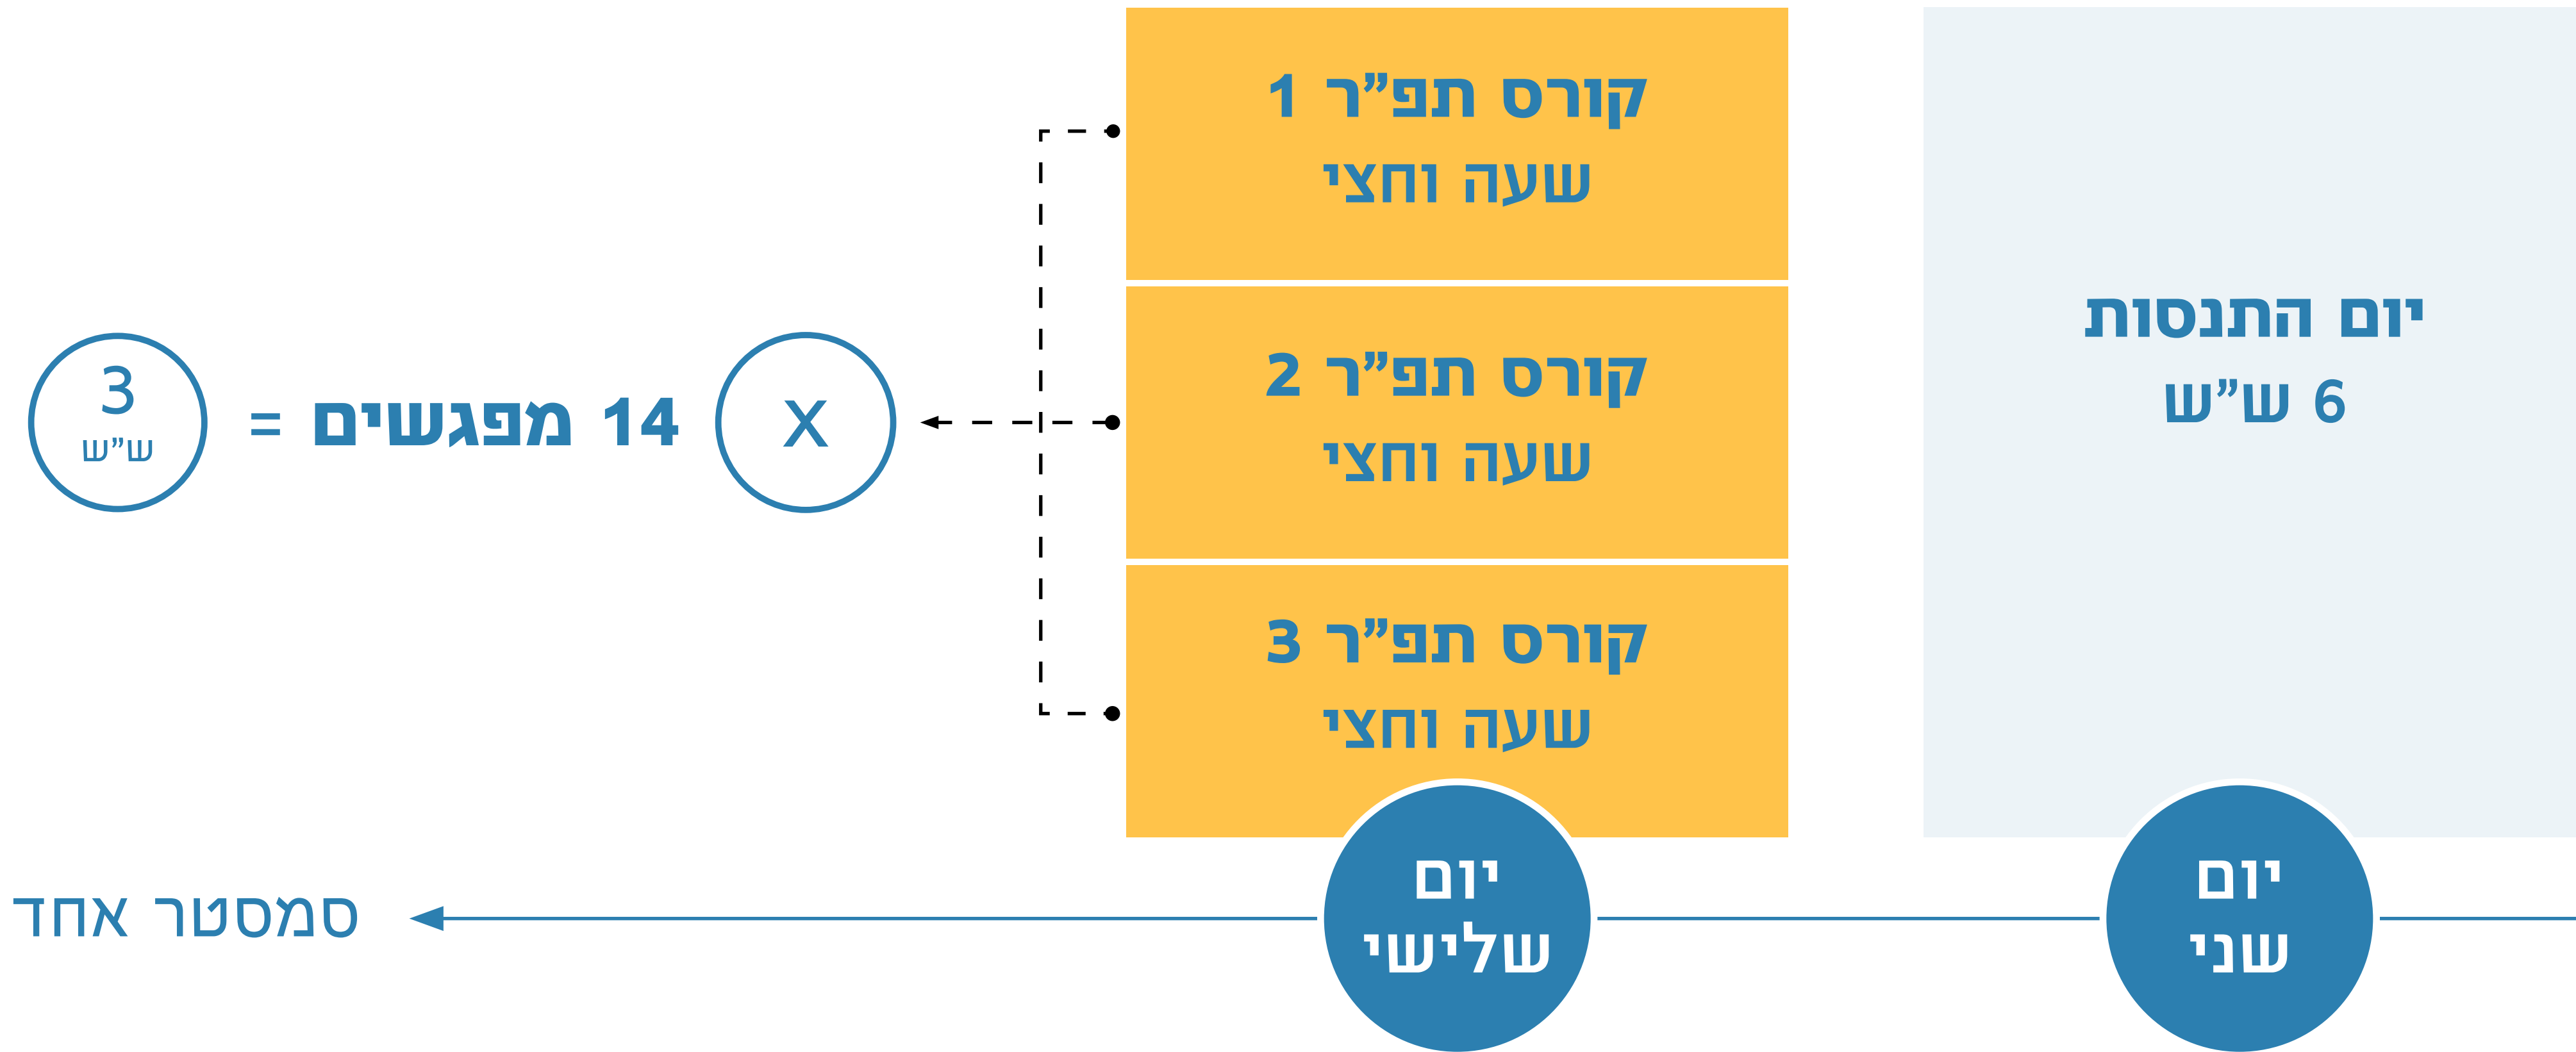 יום התנסות
6 ש"ש
יום
שני
קורס תפ"ר 1
שעה וחצי
קורס תפ"ר 2
שעה וחצי
קורס תפ"ר 3
שעה וחצי
יום
שלישי
X
14 מפגשים =
3
ש"ש
סמסטר אחד